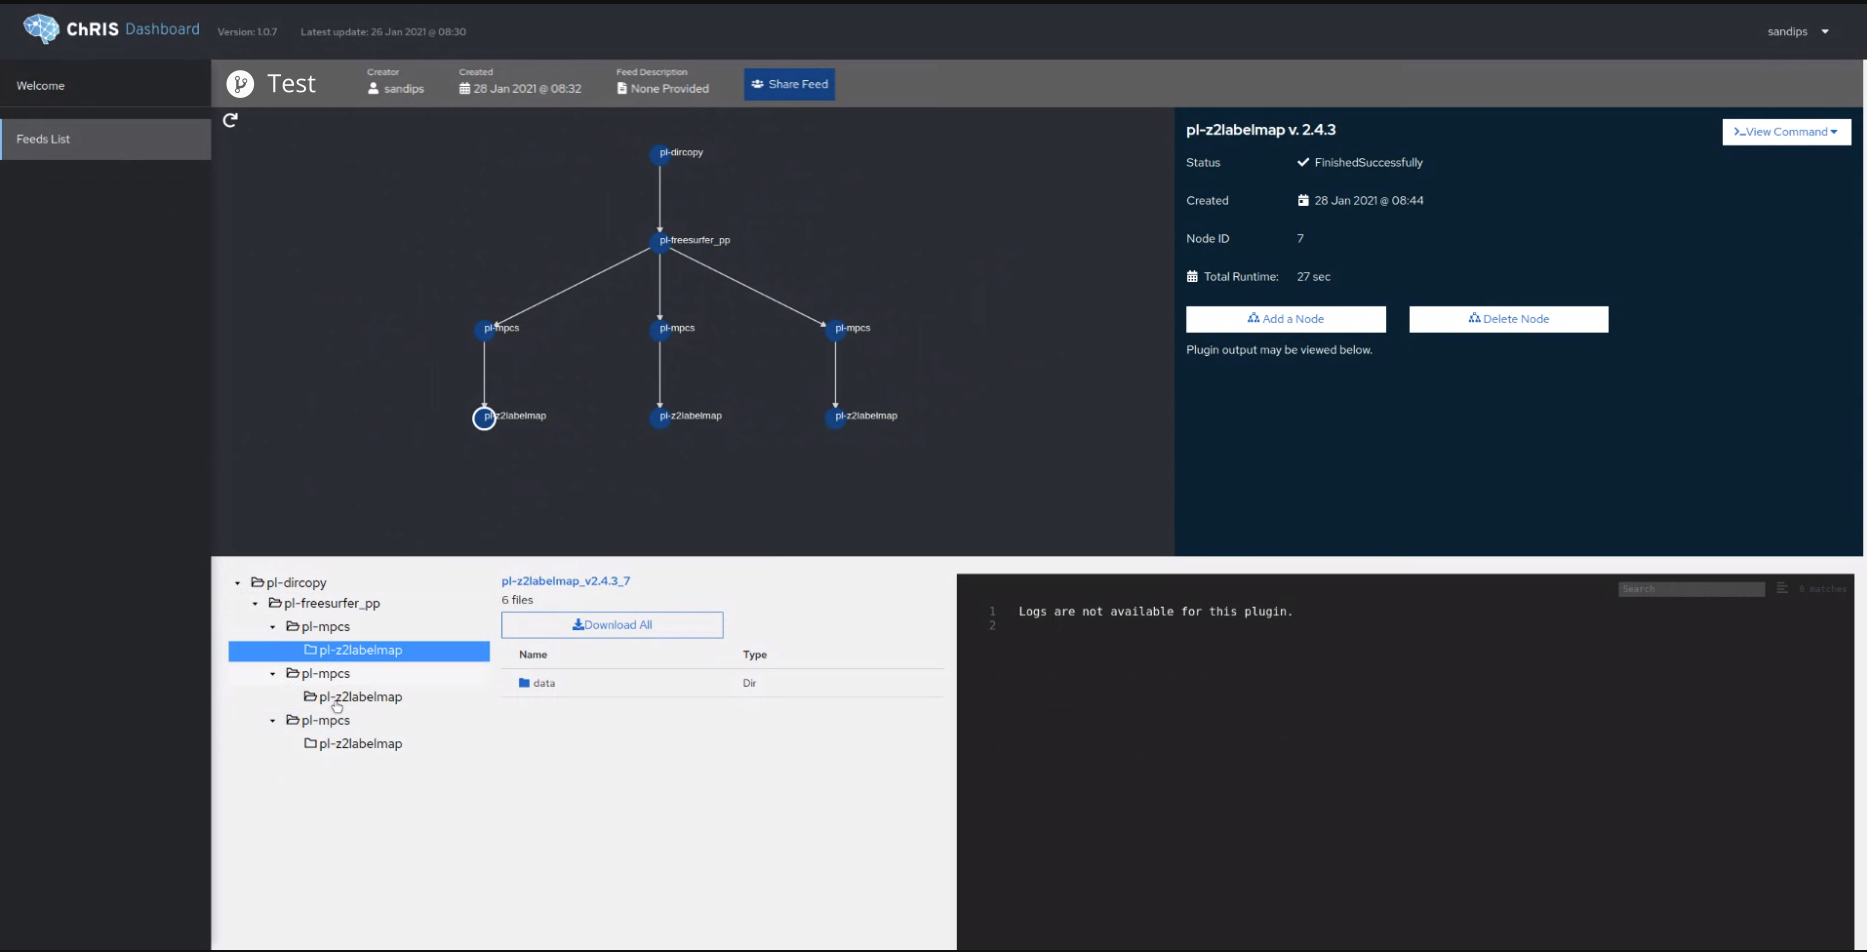 ChRIS Dashboard Version: 1.0.7 Latest update: 26 Jan 2021 @ 08:30
sandips
Welcome
Feeds List
Test
Creator
sandips
Created
28 Jan 2021 @ 08:32
Feed Description
None Provided
Share Feed
pl-dircopy
pl-freesurfer_pp
pl-mpcs
pl-mpcs
pl-mpcs
pl-z2labelmap
pl-z2labelmap
pl-z2labelmap
pl-z2labelmap v. 2.4.3
>_View Command
Status FinishedSuccessfully
Created 28 Jan 2021 @ 08:44
Node ID 7
Total Runtime: 27 sec
Add a Node
Delete Node
Plugin output may be viewed below.
pl-dircopy
pl-freesurfer_pp
pl-mpcs
pl-z2labelmap
pl-mpcs
pl-z2labelmap
pl-mpcs
pl-z2labelmap
pl-z2labelmap_v2.4.3_7
6 files
Download All
Name Type
data Dir
Search
0 matches
1 Logs are not available for this plugin.
2